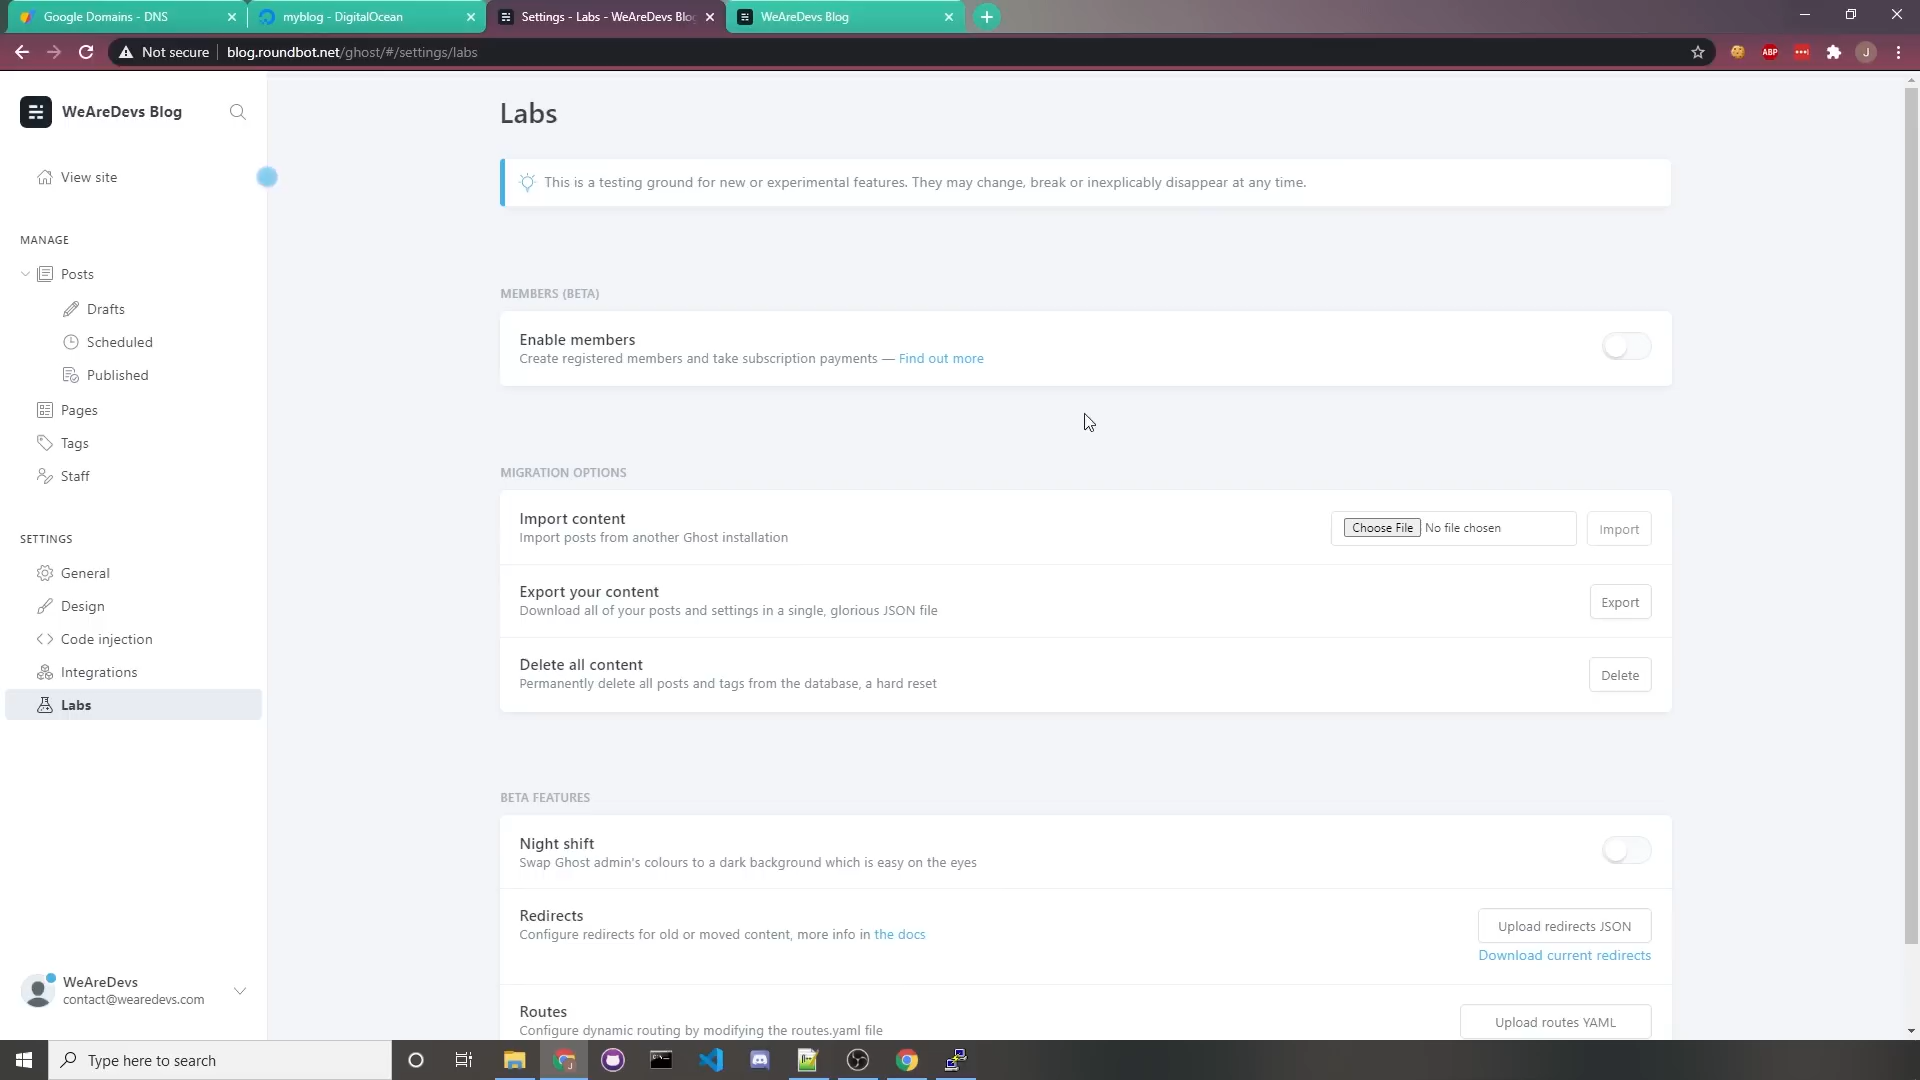 Google Domains - DNS
myblog - DigitalOcean
Settings - Labs - WeAreDevs Blog
WeAreDevs Blog
Not secure
blog.roundbot.net/ghost/#/settings/labs
ABP
J
WeAreDevs Blog
View site
MANAGE
Posts
Drafts
Scheduled
Published
Pages
Tags
Staff
SETTINGS
General
Design
Code injection
Integrations
Labs
WeAreDevs
contact@wearedevs.com
Labs
This is a testing ground for new or experimental features. They may change, break or inexplicably disappear at any time.
MEMBERS (BETA)
Enable members
Create registered members and take subscription payments — Find out more
MIGRATION OPTIONS
Import content
Import posts from another Ghost installation
Choose File No file chosen
Import
Export your content
Download all of your posts and settings in a single, glorious JSON file
Export
Delete all content
Permanently delete all posts and tags from the database, a hard reset
Delete
BETA FEATURES
Night shift
Swap Ghost admin's colours to a dark background which is easy on the eyes
Redirects
Configure redirects for old or moved content, more info in the docs
Upload redirects JSON
Download current redirects
Routes
Configure dynamic routing by modifying the routes.yaml file
Upload routes YAML
Type here to search